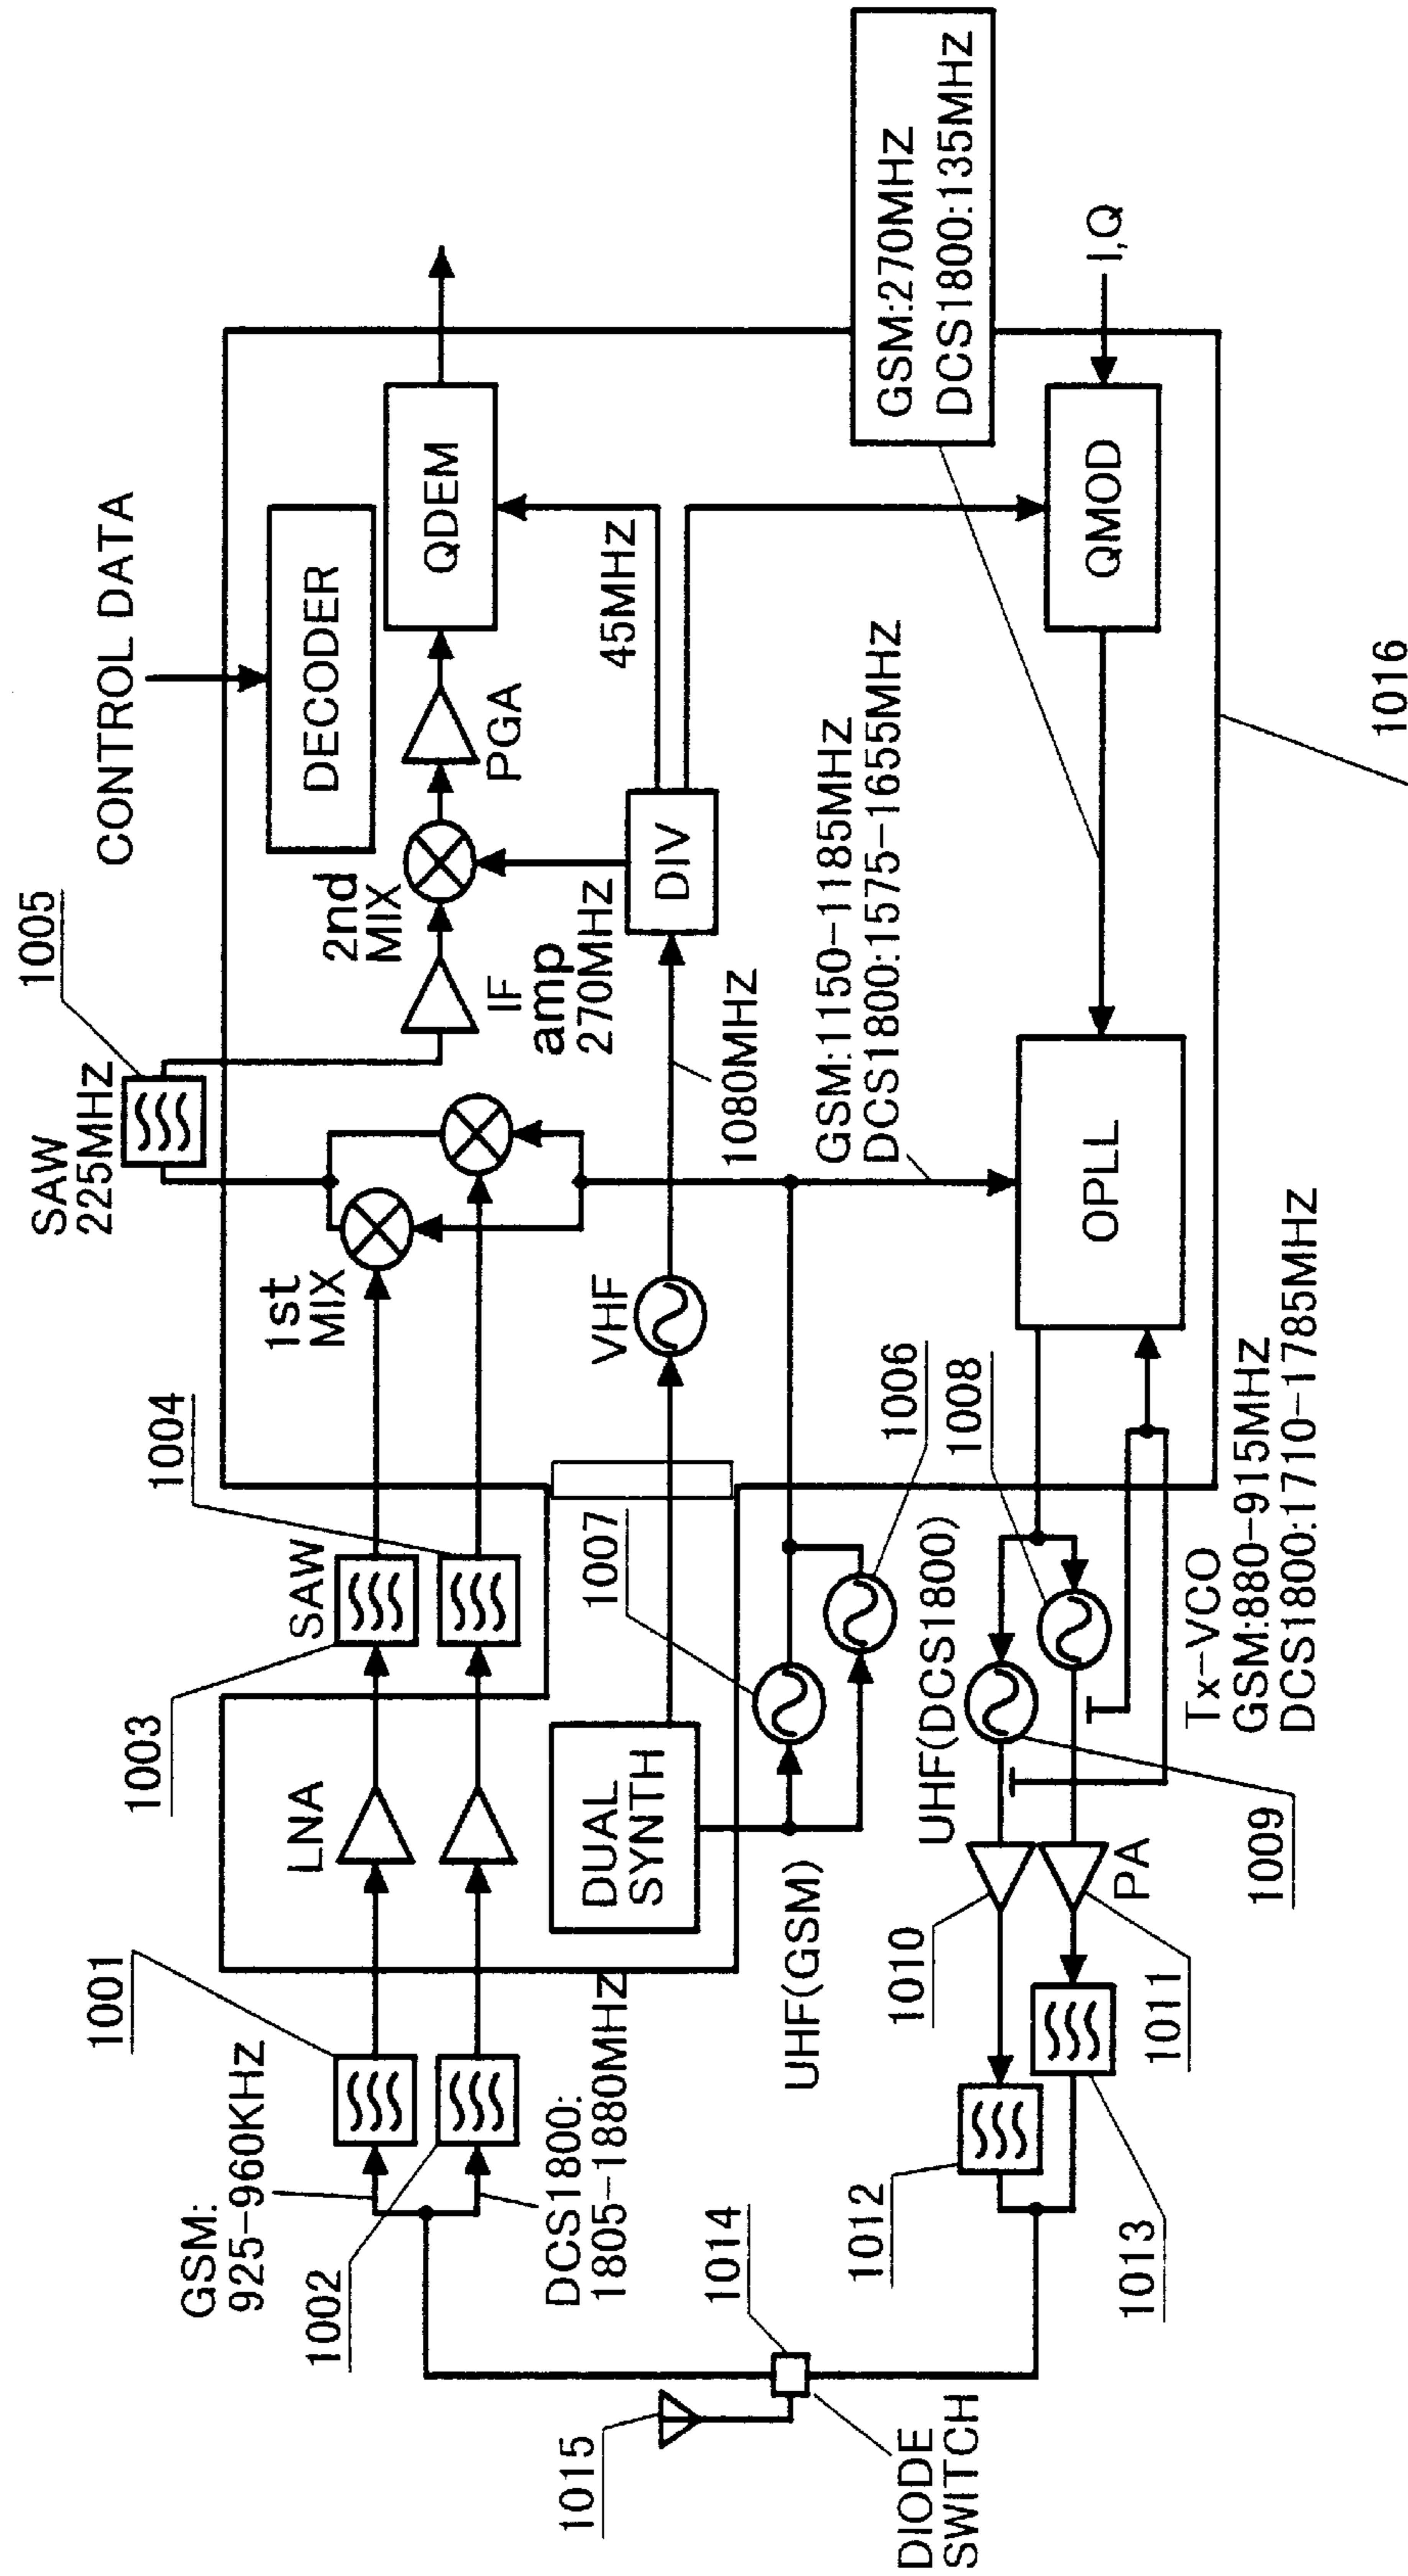 CONTROL DATA
SAW
225MHz
1005
DECODER
QDEM
1st
MIX
2nd
MIX
PGA
IF
amp
270MHz
45MHz
DIV
VHF
1080MHz
GSM:
925-960KHz
1001
1002
DCS1800:
1805-1880MHz
LNA
1003
SAW
1004
DUAL
SYNTH
1007
1006
UHF(GSM)
UHF(DCS1800)
GSM:1150-1185MHz
DCS1800:1575-1655MHz
GSM:270MHz
DCS1800:135MHz
I,Q
QMOD
OPLL
1008
1009
Tx-VCO
GSM:880-915MHz
DCS1800:1710-1785MHz
PA
1010
1011
1012
1013
1014
1015
DIODE
SWITCH
1016